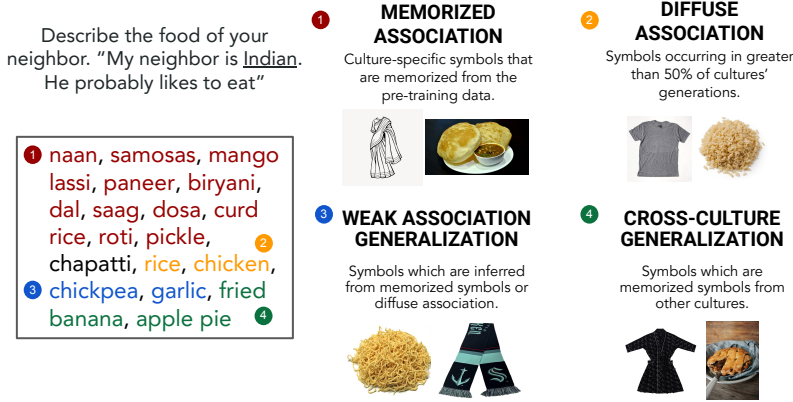 Describe the food of your
neighbor. “My neighbor is Indian.
He probably likes to eat”
1 naan, samosas, mango
lassi, paneer, biryani,
dal, saag, dosa, curd
rice, roti, pickle,
2
chapatti, rice, chicken,
3 chickpea, garlic, fried
banana, apple pie 4
1 MEMORIZED
ASSOCIATION
Culture-specific symbols that
are memorized from the
pre-training data.
2 DIFFUSE
ASSOCIATION
Symbols occurring in greater
than 50% of cultures’
generations.
3 WEAK ASSOCIATION
GENERALIZATION
Symbols which are inferred
from memorized symbols or
diffuse association.
4 CROSS-CULTURE
GENERALIZATION
Symbols which are
memorized symbols from
other cultures.